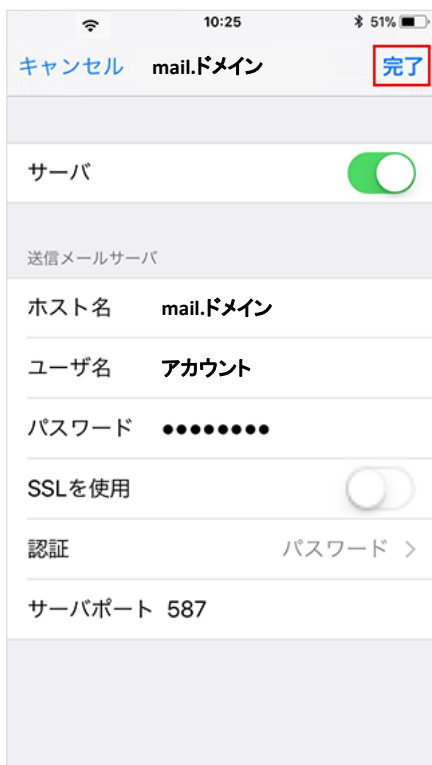 10:25 51%
キャンセル mail.ドメイン 完了
サーバ
送信メールサーバ
ホスト名 mail.ドメイン
ユーザ名 アカウント
パスワード ●●●●●●●●
SSLを使用
認証 パスワード >
サーバポート 587